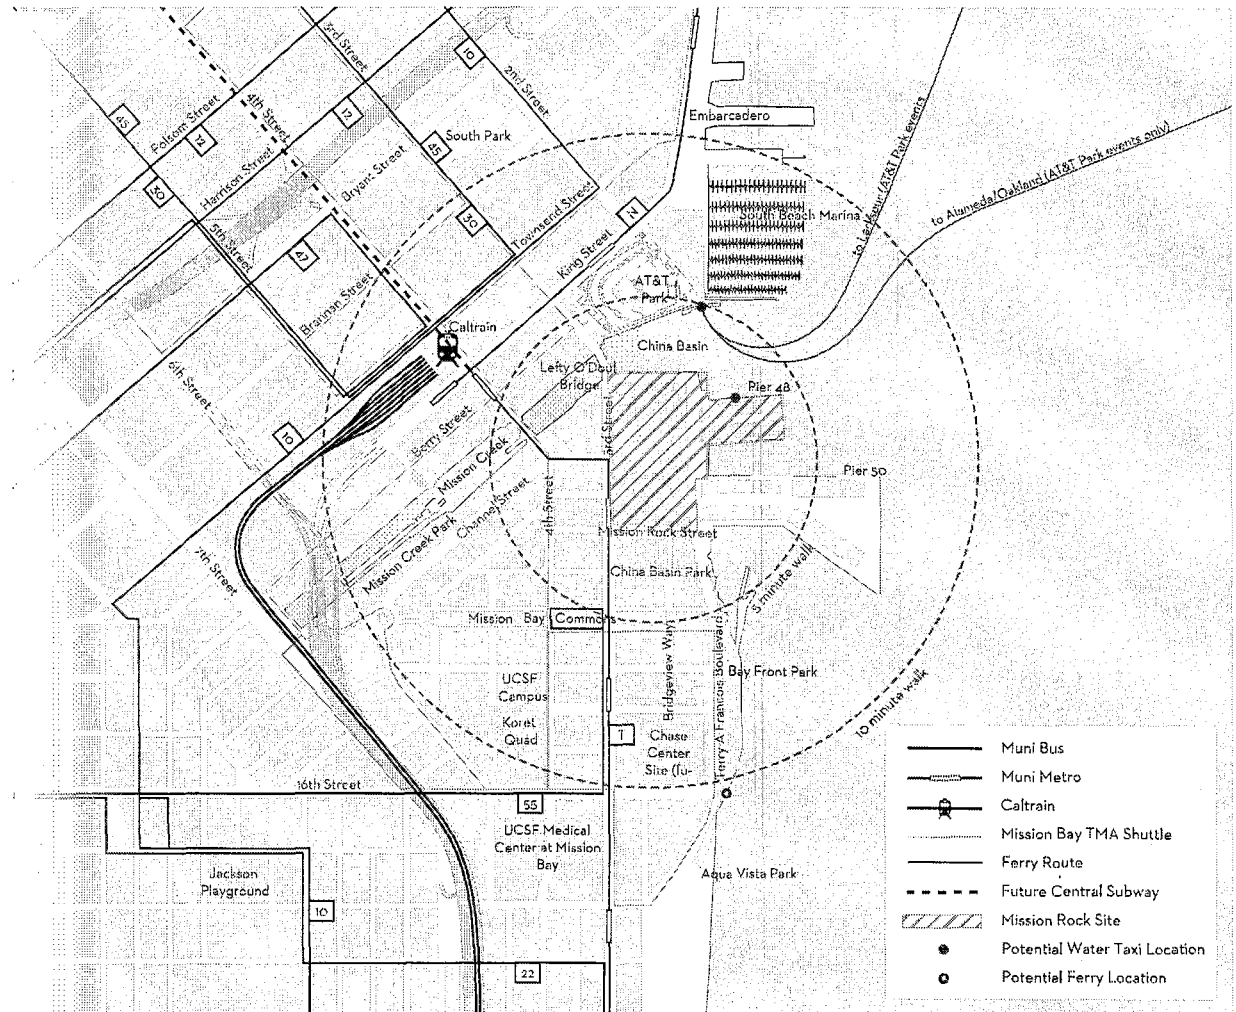 3rd Street
10
2nd Street
4th Street
45
Folsom Street
12
12
Embarcadero
South Park
45
Harrison Street
Bryant Street
30
30
5th Street
47
Townsend Street
N
King Street
South Beach Marina
to Larkspur (AT&T Park events
to Alameda/Oakland (AT&T Park events only)
Brannan Street
AT&T
Park
Caltrain
China Basin
Lefty O'Doul
Bridge
Pier 48
6th Street
10
Berry Street
3rd Street
Mission Creek
Pier 50
Channel Street
4th Street
Mission Creek Park
Mission Rock Street
7th Street
China Basin Park
5 minute walk
Mission Bay Commons
Bridgeview Way
Terry A Francois Boulevard
Bay Front Park
UCSF
Campus
Koret
Quad
T
Chase
Center
Site (fu-
10 minute walk
16th Street
55
UCSF Medical
Center at Mission
Bay
Jackson
Playground
Aqua Vista Park
10
22
Muni Bus
Muni Metro
Caltrain
Mission Bay TMA Shuttle
Ferry Route
Future Central Subway
Mission Rock Site
Potential Water Taxi Location
Potential Ferry Location